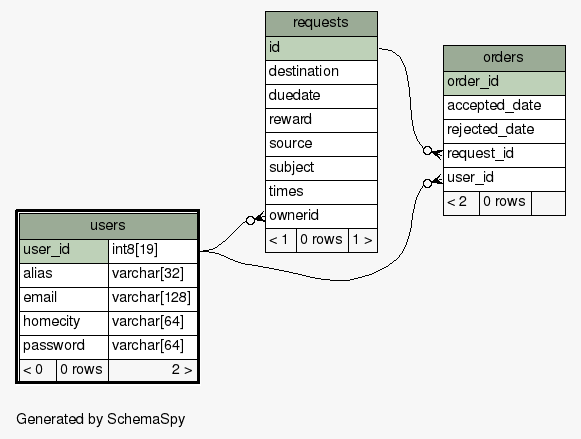 requests
id
destination
duedate
reward
source
subject
times
ownerid
< 1 0 rows 1 >
orders
order_id
accepted_date
rejected_date
request_id
user_id
< 2 0 rows
users
user_id int8[19]
alias varchar[32]
email varchar[128]
homecity varchar[64]
password varchar[64]
< 0 0 rows 2 >
Generated by SchemaSpy